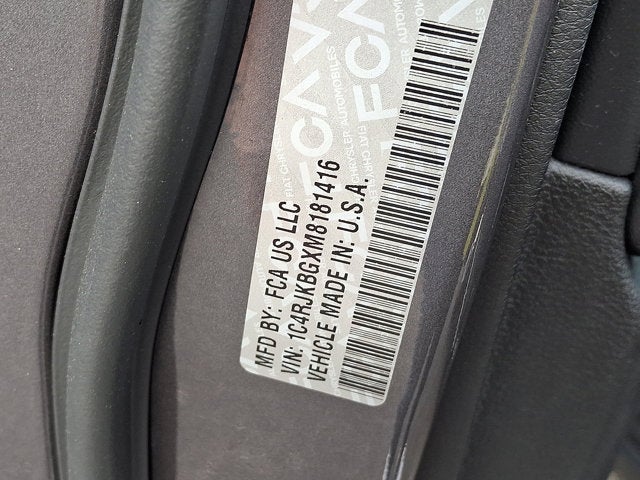 MFD BY: FCA US LLC
VIN: 1C4RJKBGXM8181416
VEHICLE MADE IN: U.S.A.